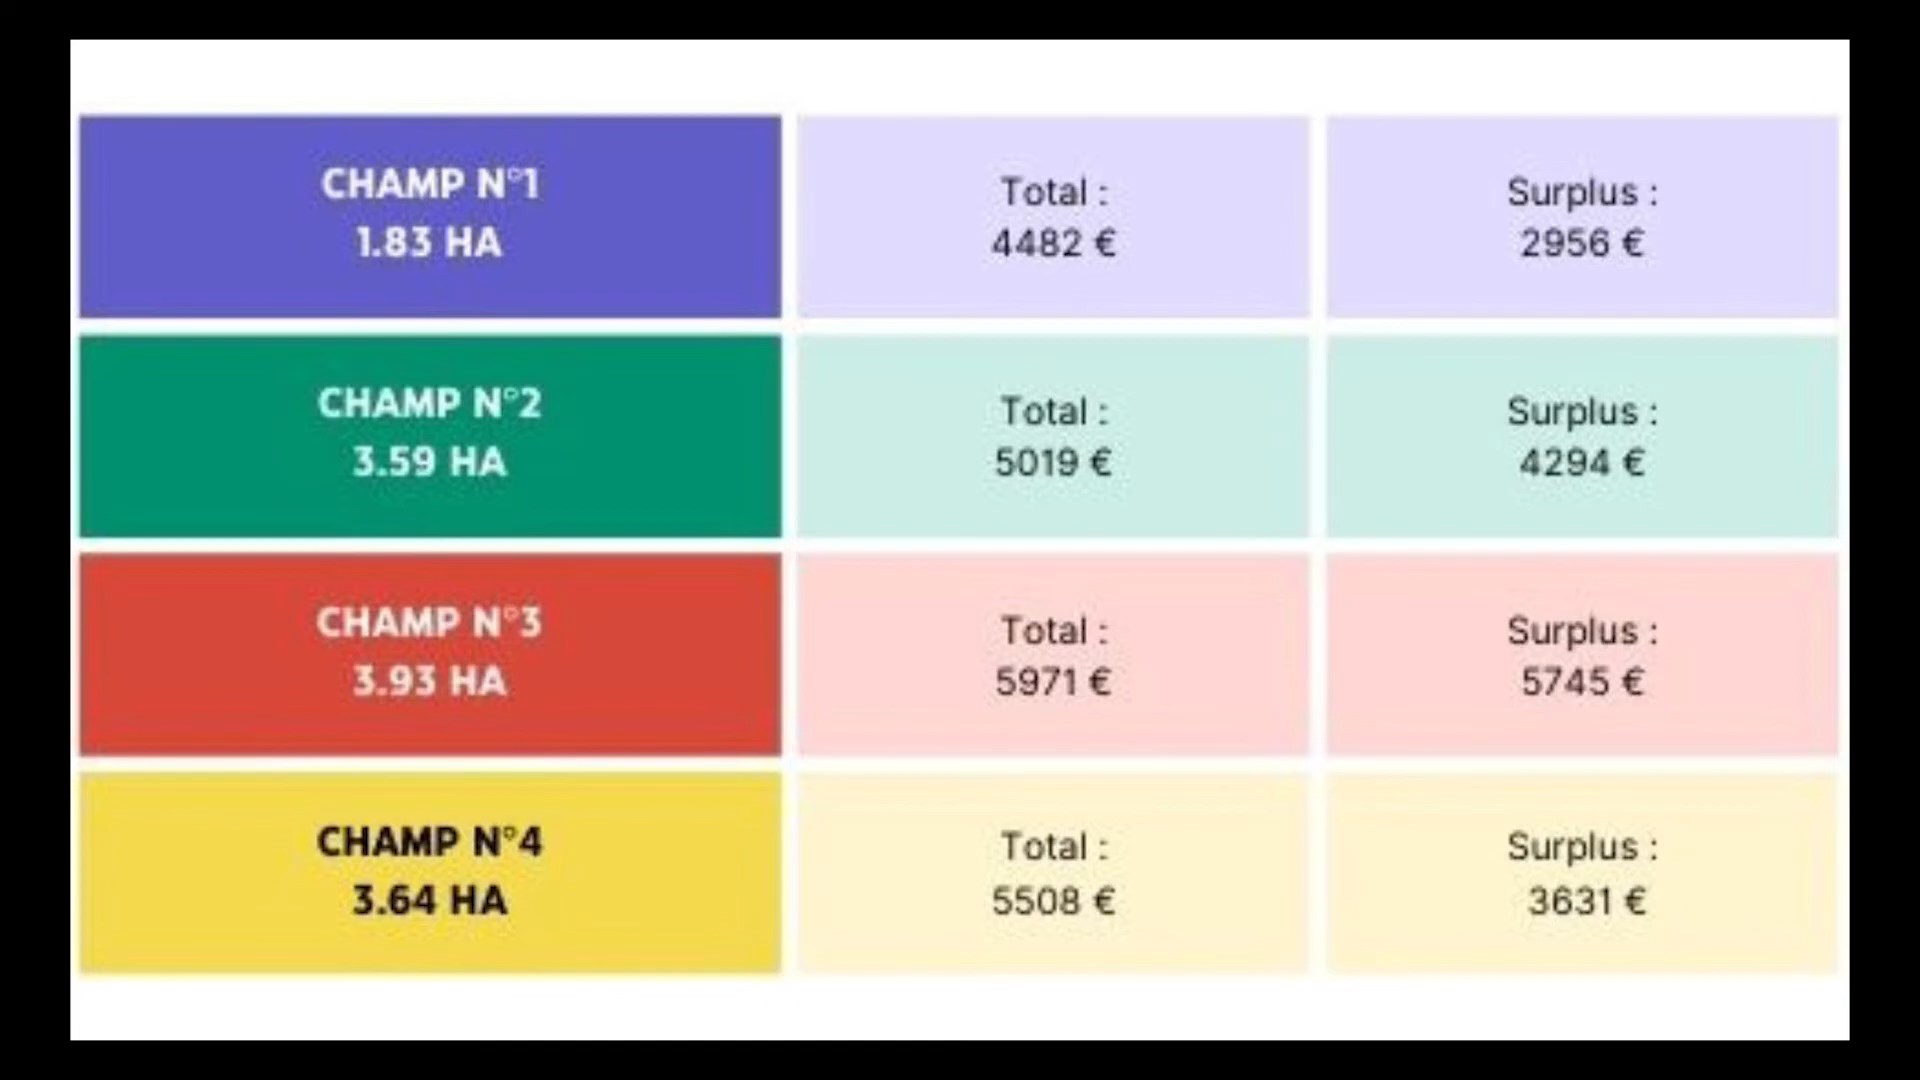 CHAMP N°1
1.83 HA
Total :
4482 €
Surplus :
2956 €
CHAMP N°2
3.59 HA
Total :
5019 €
Surplus :
4294 €
CHAMP N°3
3.93 HA
Total :
5971 €
Surplus :
5745 €
CHAMP N°4
3.64 HA
Total :
5508 €
Surplus :
3631 €